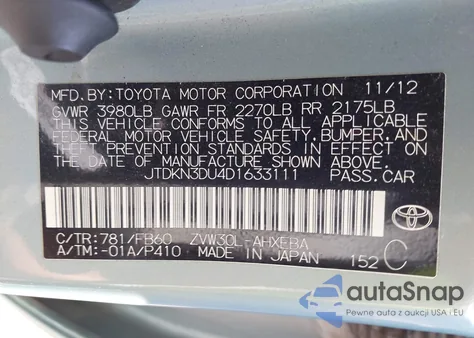 MFD.BY:TOYOTA MOTOR CORPORATION 11/12
GVWR 3980LB GAWR FR 2270LB RR 2175LB
THIS VEHICLE CONFORMS TO ALL APPLICABLE
FEDERAL MOTOR VEHICLE SAFETY,BUMPER,AND
THEFT PREVENTION STANDARDS IN EFFECT ON
THE DATE OF MANUFACTURE SHOWN ABOVE.
JTDKN3DU4D1633111 PASS.CAR
C/TR:781/FB60 ZVW30L-AHXEBA
A/TM:-01A/P410 MADE IN JAPAN 152 C
TOYOTA
autoSnap
Pewne auta z aukcji USA i EU